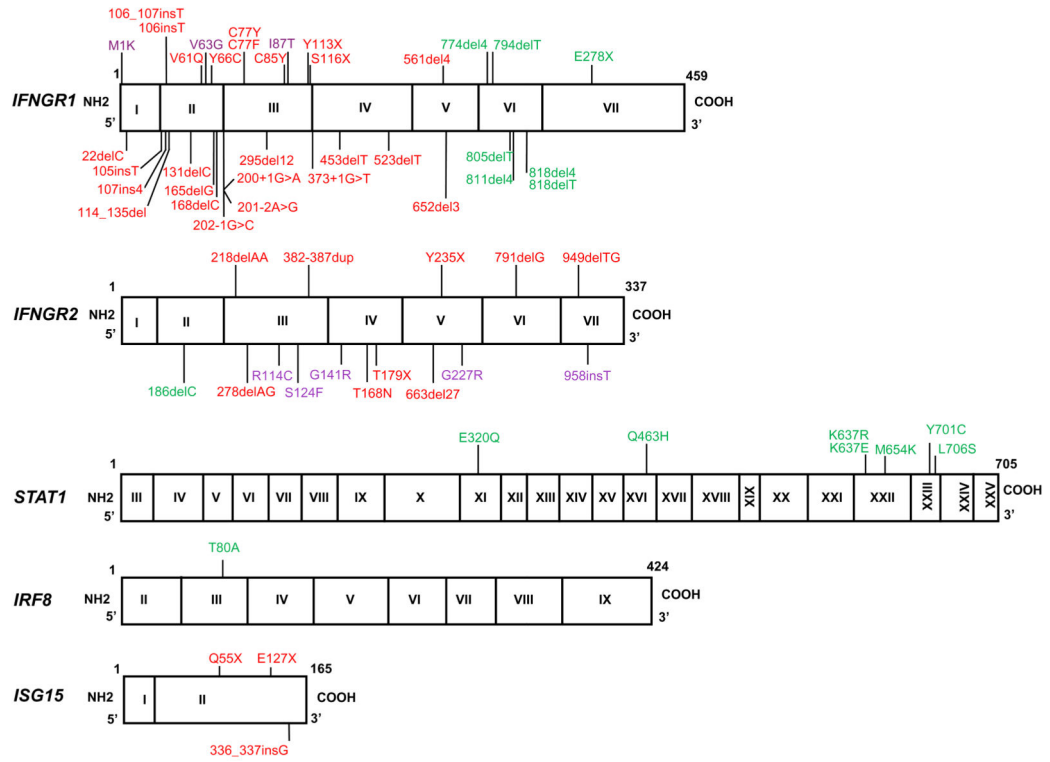 106_107insT
106insT
C77Y
C77F
M1K
V63G
I87T
Y113X
774del4
794delT
V61Q
Y66C
C85Y
S116X
561del4
E278X
1
459
IFNGR1
NH2
I
II
III
IV
V
VI
VII
COOH
5’
3’
22delC
105insT
107ins4
114_135del
131delC
165delG
168delC
202-1G>C
295del12
200+1G>A
201-2A>G
453delT
373+1G>T
523delT
652del3
805delT
811del4
818del4
818delT
218delAA
382-387dup
Y235X
791delG
949delTG
1
337
IFNGR2
NH2
I
II
III
IV
V
VI
VII
COOH
5’
3’
186delC
278delAG
R114C
S124F
G141R
T168N
T179X
663del27
G227R
958insT
E320Q
Q463H
K637R
K637E
M654K
Y701C
L706S
1
705
STAT1
NH2
III
IV
V
VI
VII
VIII
IX
X
XI
XII
XIII
XIV
XV
XVI
XVII
XVIII
XIX
XX
XXI
XXII
XXIII
XXIV
XXV
COOH
5’
3’
T80A
1
424
IRF8
NH2
II
III
IV
V
VI
VII
VIII
IX
COOH
5’
3’
Q55X
E127X
1
165
ISG15
NH2
I
II
COOH
5’
3’
336_337insG